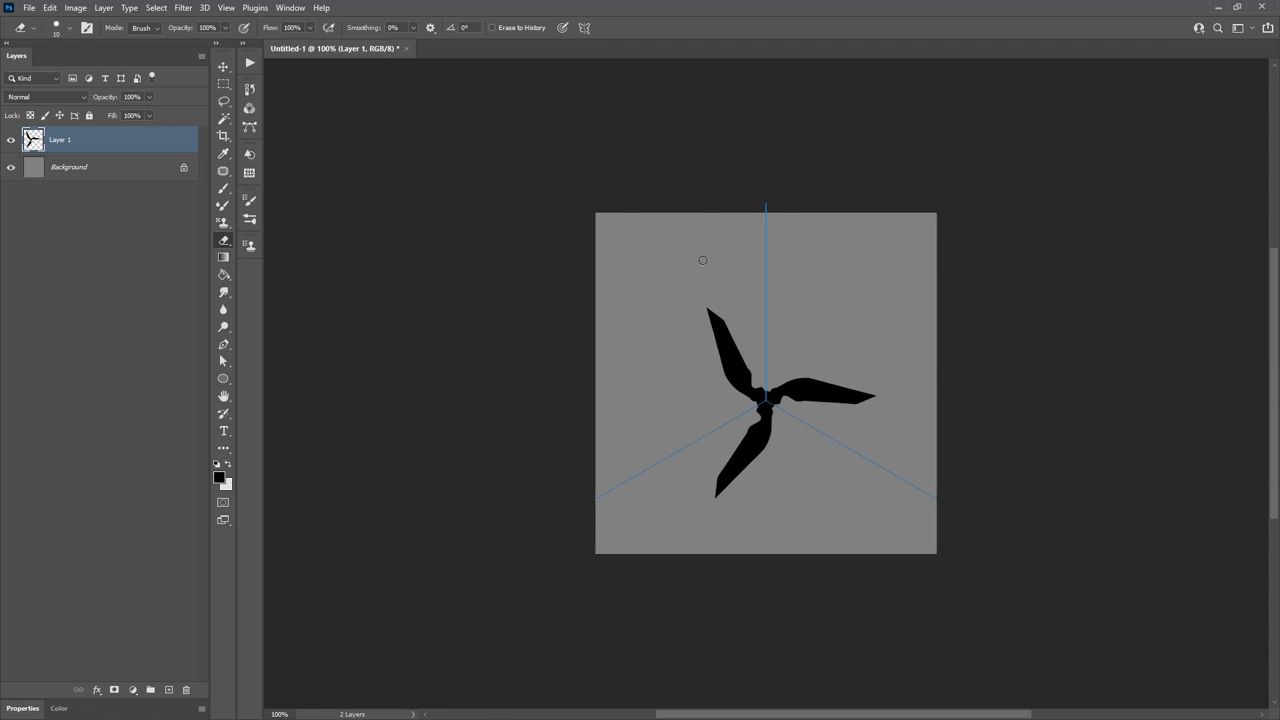 Ps File Edit Image Layer Type Select Filter 3D View Plugins Window Help
10 Mode: Brush Opacity: 100% Flow: 100% Smoothing: 0% 0° Erase to History
Untitled-1 @ 100% (Layer 1, RGB/8) *
Layers
Kind
Normal Opacity: 100%
Lock: Fill: 100%
Layer 1
Background
Properties Color
100% 2 Layers